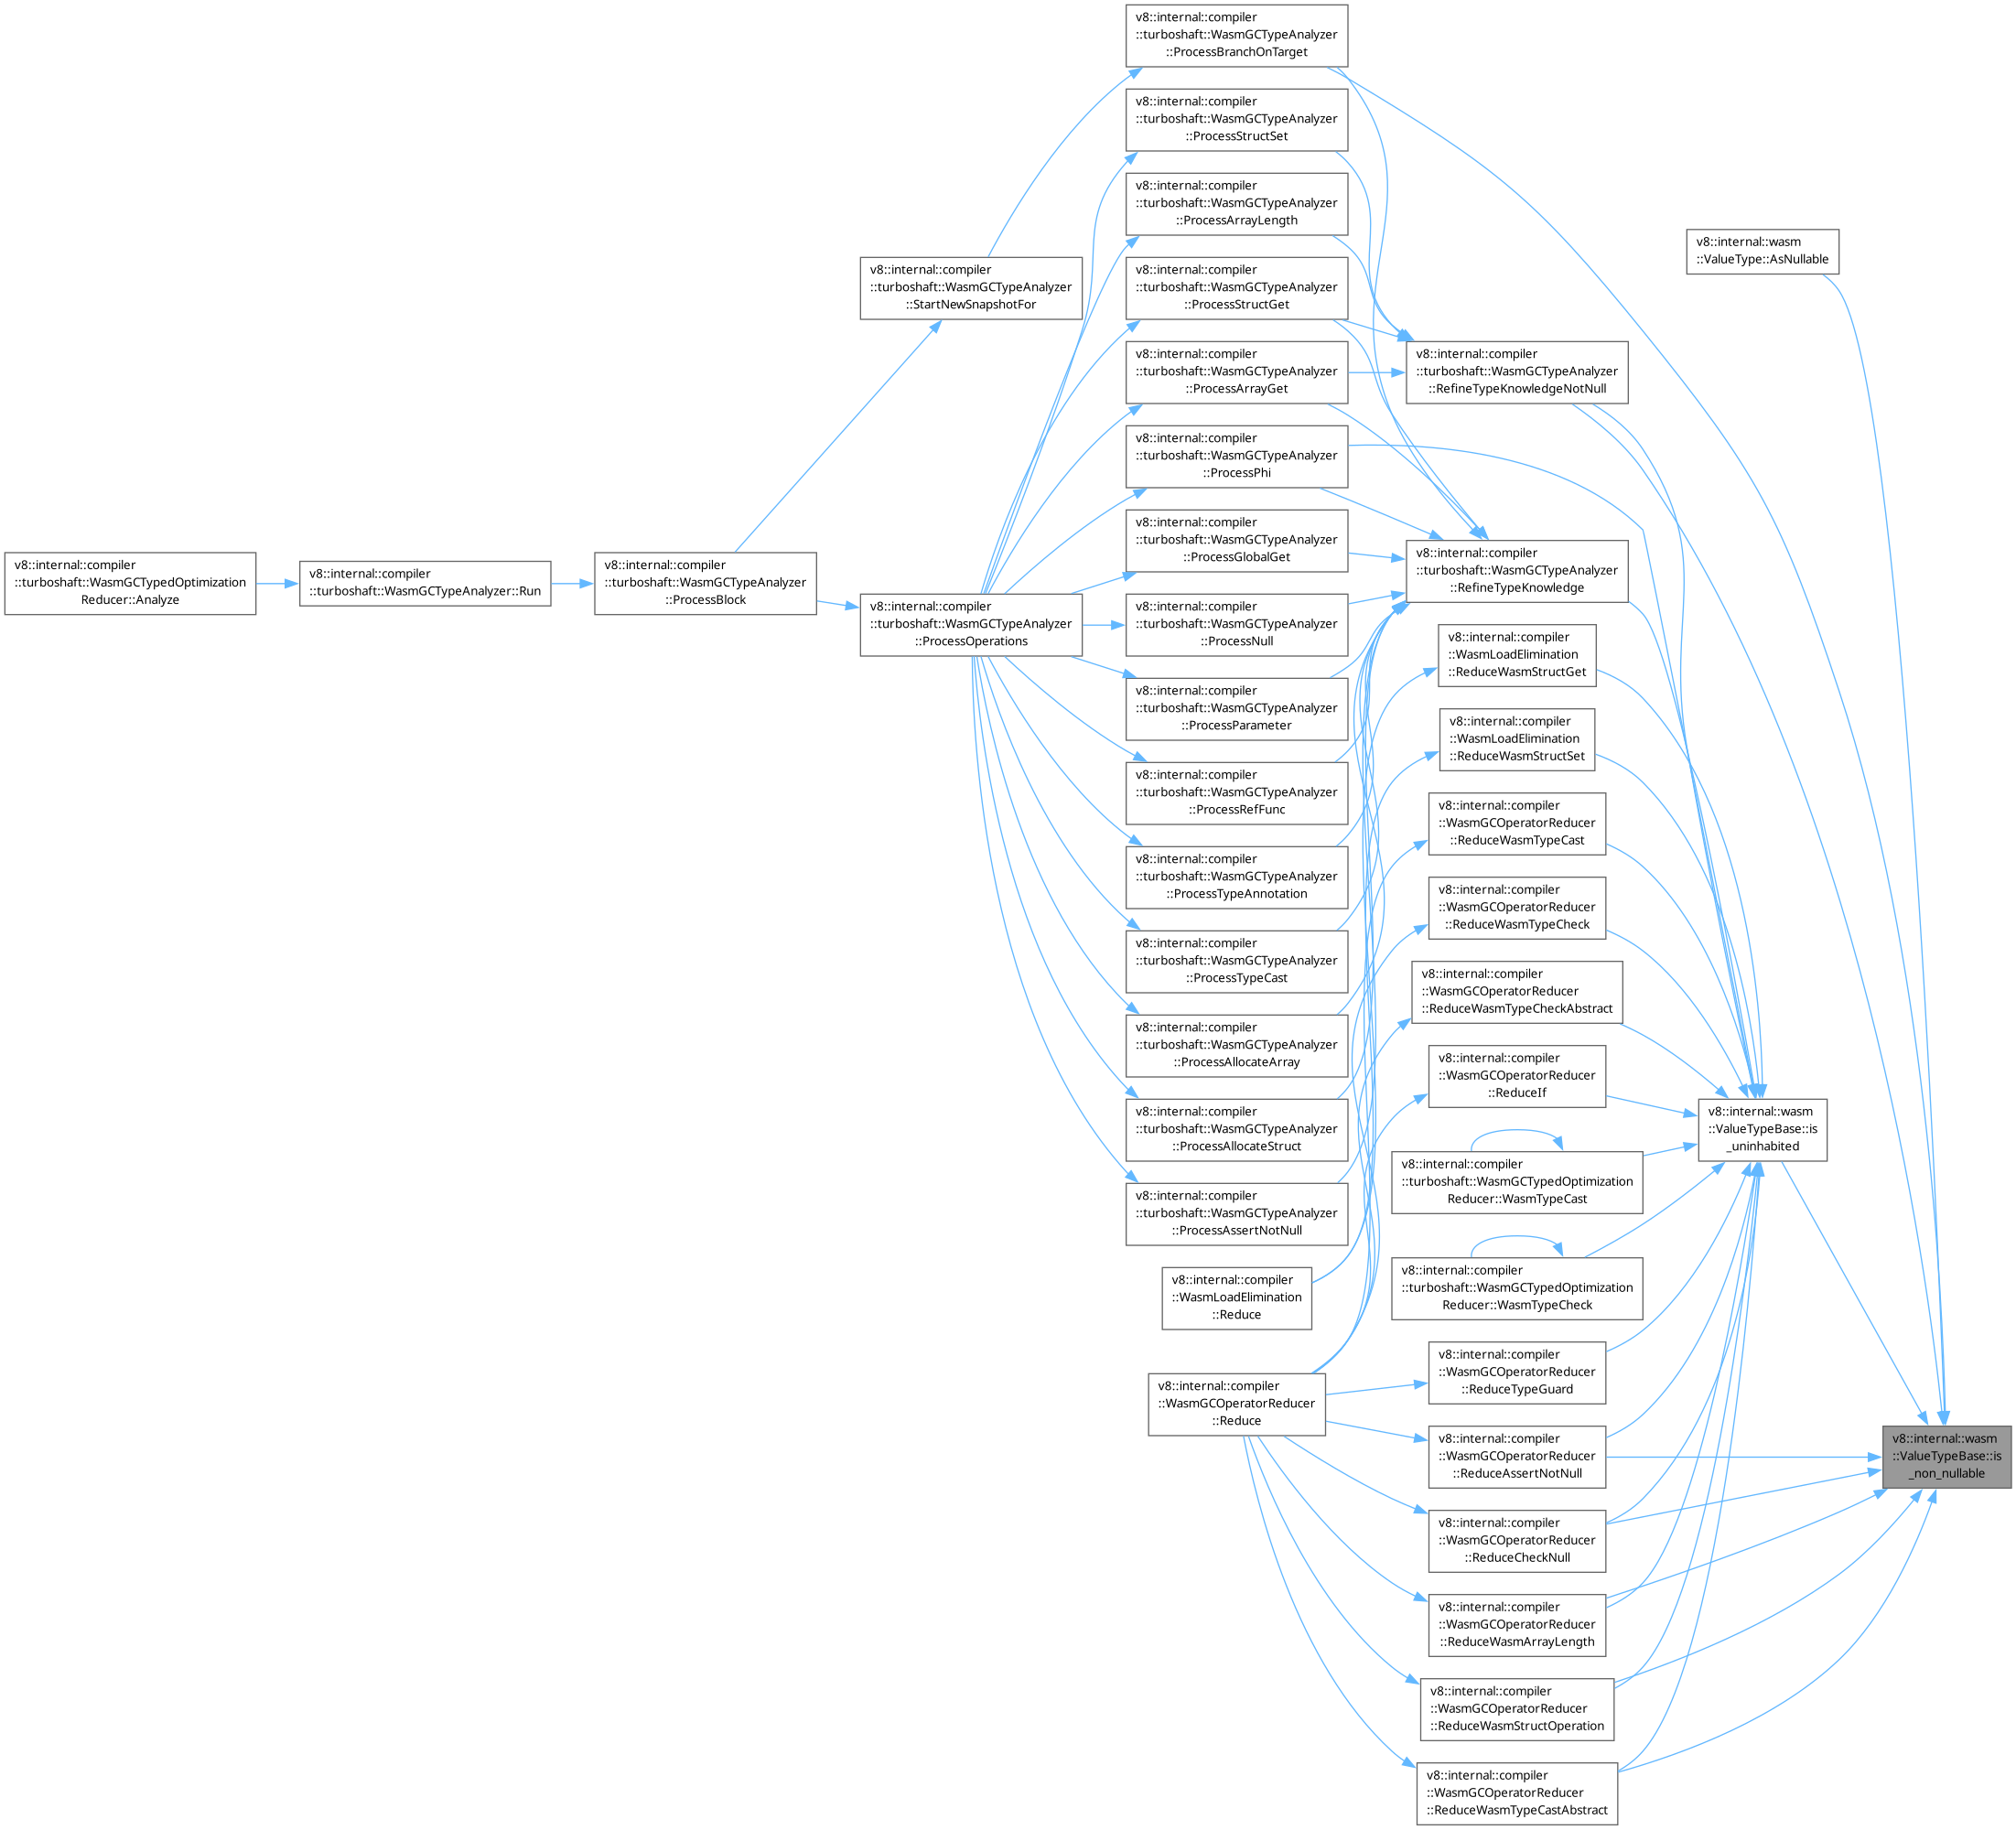 v8::internal::compiler
::turboshaft::WasmGCTypedOptimization
Reducer::Analyze
v8::internal::compiler
::turboshaft::WasmGCTypeAnalyzer::Run
v8::internal::compiler
::turboshaft::WasmGCTypeAnalyzer
::ProcessBlock
v8::internal::compiler
::turboshaft::WasmGCTypeAnalyzer
::StartNewSnapshotFor
v8::internal::compiler
::turboshaft::WasmGCTypeAnalyzer
::ProcessOperations
v8::internal::compiler
::turboshaft::WasmGCTypeAnalyzer
::ProcessBranchOnTarget
v8::internal::compiler
::turboshaft::WasmGCTypeAnalyzer
::ProcessStructSet
v8::internal::compiler
::turboshaft::WasmGCTypeAnalyzer
::ProcessArrayLength
v8::internal::compiler
::turboshaft::WasmGCTypeAnalyzer
::ProcessStructGet
v8::internal::compiler
::turboshaft::WasmGCTypeAnalyzer
::ProcessArrayGet
v8::internal::compiler
::turboshaft::WasmGCTypeAnalyzer
::ProcessPhi
v8::internal::compiler
::turboshaft::WasmGCTypeAnalyzer
::ProcessGlobalGet
v8::internal::compiler
::turboshaft::WasmGCTypeAnalyzer
::ProcessNull
v8::internal::compiler
::turboshaft::WasmGCTypeAnalyzer
::ProcessParameter
v8::internal::compiler
::turboshaft::WasmGCTypeAnalyzer
::ProcessRefFunc
v8::internal::compiler
::turboshaft::WasmGCTypeAnalyzer
::ProcessTypeAnnotation
v8::internal::compiler
::turboshaft::WasmGCTypeAnalyzer
::ProcessTypeCast
v8::internal::compiler
::turboshaft::WasmGCTypeAnalyzer
::ProcessAllocateArray
v8::internal::compiler
::turboshaft::WasmGCTypeAnalyzer
::ProcessAllocateStruct
v8::internal::compiler
::turboshaft::WasmGCTypeAnalyzer
::ProcessAssertNotNull
v8::internal::compiler
::WasmLoadElimination
::Reduce
v8::internal::compiler
::WasmGCOperatorReducer
::Reduce
v8::internal::compiler
::turboshaft::WasmGCTypeAnalyzer
::RefineTypeKnowledgeNotNull
v8::internal::compiler
::turboshaft::WasmGCTypeAnalyzer
::RefineTypeKnowledge
v8::internal::compiler
::WasmLoadElimination
::ReduceWasmStructGet
v8::internal::compiler
::WasmLoadElimination
::ReduceWasmStructSet
v8::internal::compiler
::WasmGCOperatorReducer
::ReduceWasmTypeCast
v8::internal::compiler
::WasmGCOperatorReducer
::ReduceWasmTypeCheck
v8::internal::compiler
::WasmGCOperatorReducer
::ReduceWasmTypeCheckAbstract
v8::internal::compiler
::WasmGCOperatorReducer
::ReduceIf
v8::internal::compiler
::turboshaft::WasmGCTypedOptimization
Reducer::WasmTypeCast
v8::internal::compiler
::turboshaft::WasmGCTypedOptimization
Reducer::WasmTypeCheck
v8::internal::compiler
::WasmGCOperatorReducer
::ReduceTypeGuard
v8::internal::compiler
::WasmGCOperatorReducer
::ReduceAssertNotNull
v8::internal::compiler
::WasmGCOperatorReducer
::ReduceCheckNull
v8::internal::compiler
::WasmGCOperatorReducer
::ReduceWasmArrayLength
v8::internal::compiler
::WasmGCOperatorReducer
::ReduceWasmStructOperation
v8::internal::compiler
::WasmGCOperatorReducer
::ReduceWasmTypeCastAbstract
v8::internal::wasm
::ValueType::AsNullable
v8::internal::wasm
::ValueTypeBase::is
_uninhabited
v8::internal::wasm
::ValueTypeBase::is
_non_nullable